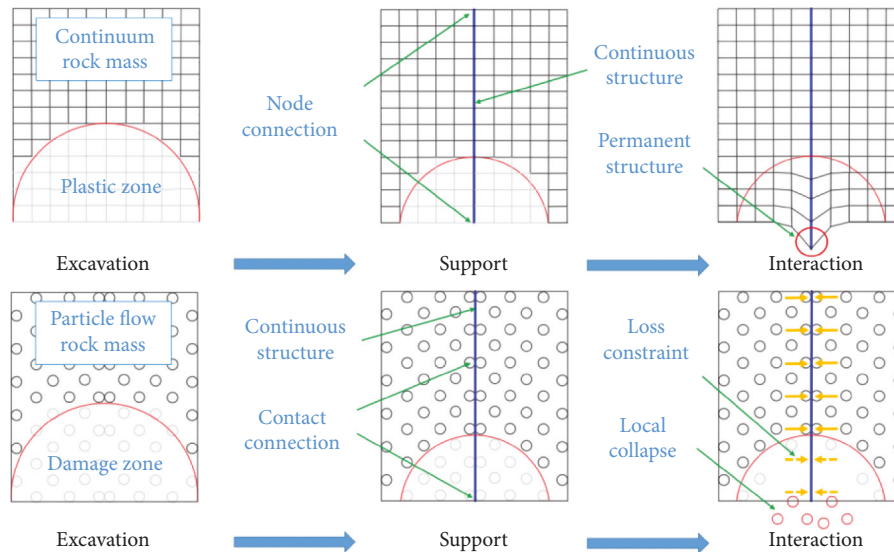 Continuum
rock mass
Plastic zone
Node
connection
Continuous
structure
Permanent
structure
Excavation
Support
Interaction
Particle flow
rock mass
Damage zone
Continuous
structure
Contact
connection
Loss
constraint
Local
collapse
Excavation
Support
Interaction